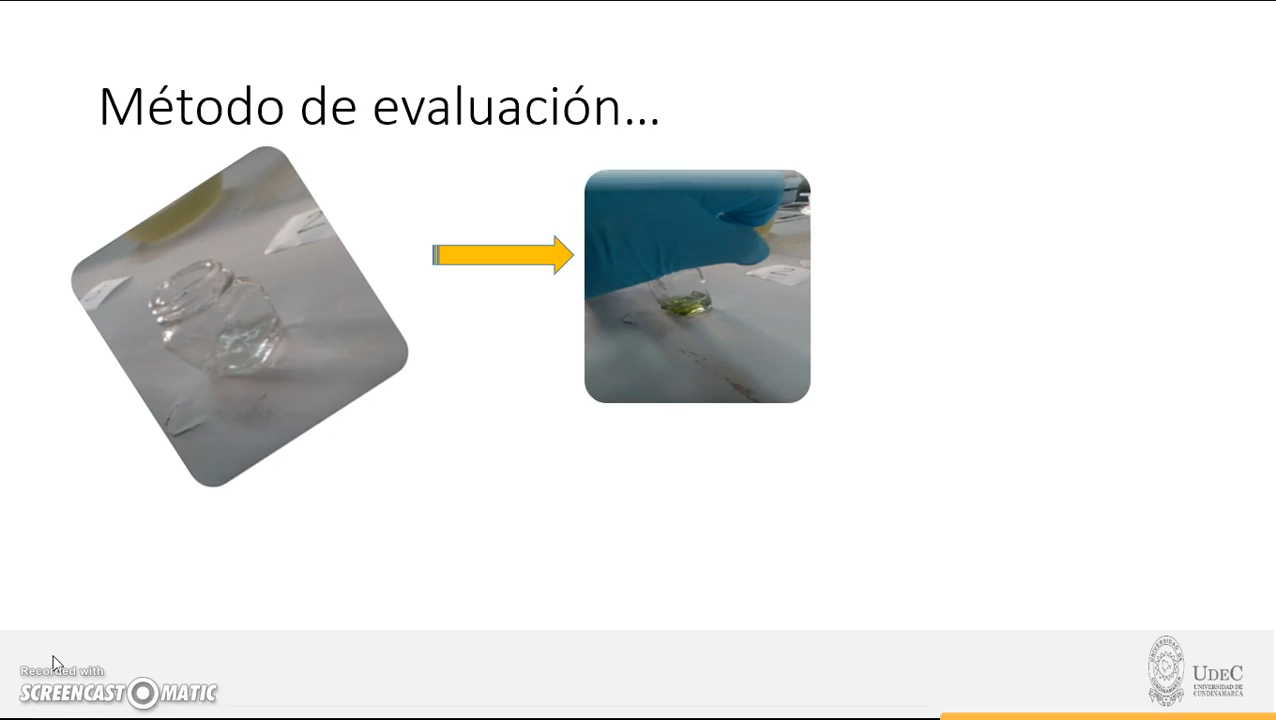 Método de evaluación...
Recorded with
SCREENCAST MATIC
UDEC
UNIVERSIDAD DE
CUNDINAMARCA